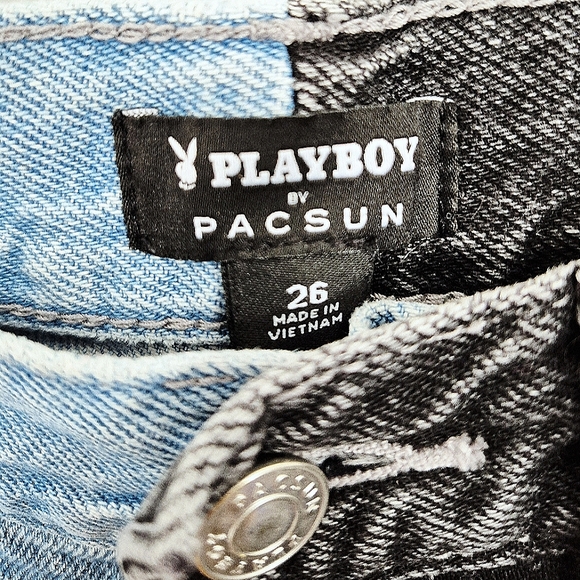 PLAYBOY
BY
PACSUN
26
MADE IN
VIETNAM
PACSUN